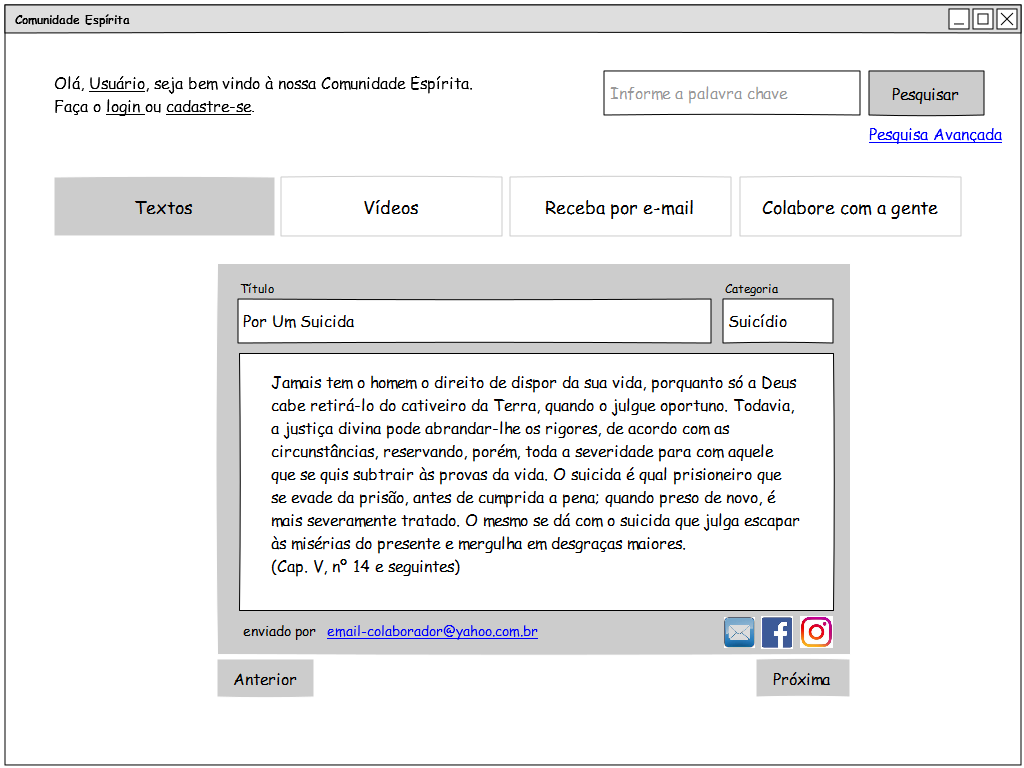 Comunidade Espírita
Olá, Usuário, seja bem vindo à nossa Comunidade Espírita.
Faça o login ou cadastre-se.
Informe a palavra chave
Pesquisar
Pesquisa Avançada
Textos
Vídeos
Receba por e-mail
Colabore com a gente
Título
Categoria
Por Um Suicida
Suicídio
Jamais tem o homem o direito de dispor da sua vida, porquanto só a Deus
cabe retirá-lo do cativeiro da Terra, quando o julgue oportuno. Todavia,
a justiça divina pode abrandar-lhe os rigores, de acordo com as
circunstâncias, reservando, porém, toda a severidade para com aquele
que se quis subtrair às provas da vida. O suicida é qual prisioneiro que
se evade da prisão, antes de cumprida a pena; quando preso de novo, é
mais severamente tratado. O mesmo se dá com o suicida que julga escapar
às misérias do presente e mergulha em desgraças maiores.
(Cap. V, nº 14 e seguintes)
enviado por email-colaborador@yahoo.com.br
Anterior
Próxima